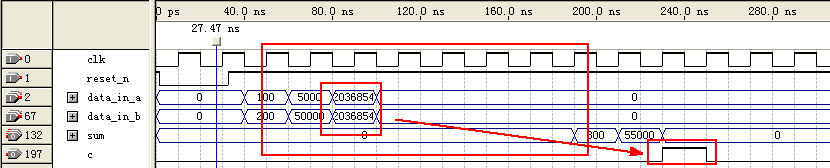 0 ps 40.0 ns 80.0 ns 120.0 ns 160.0 ns 200.0 ns 240.0 ns 280.0 ns
27.47 ns
0 clk
1 reset_n
2 data_in_a 0 100 5000 2036854 0
67 data_in_b 0 200 50000 2036854 0
132 sum 0 300 55000 0
197 c